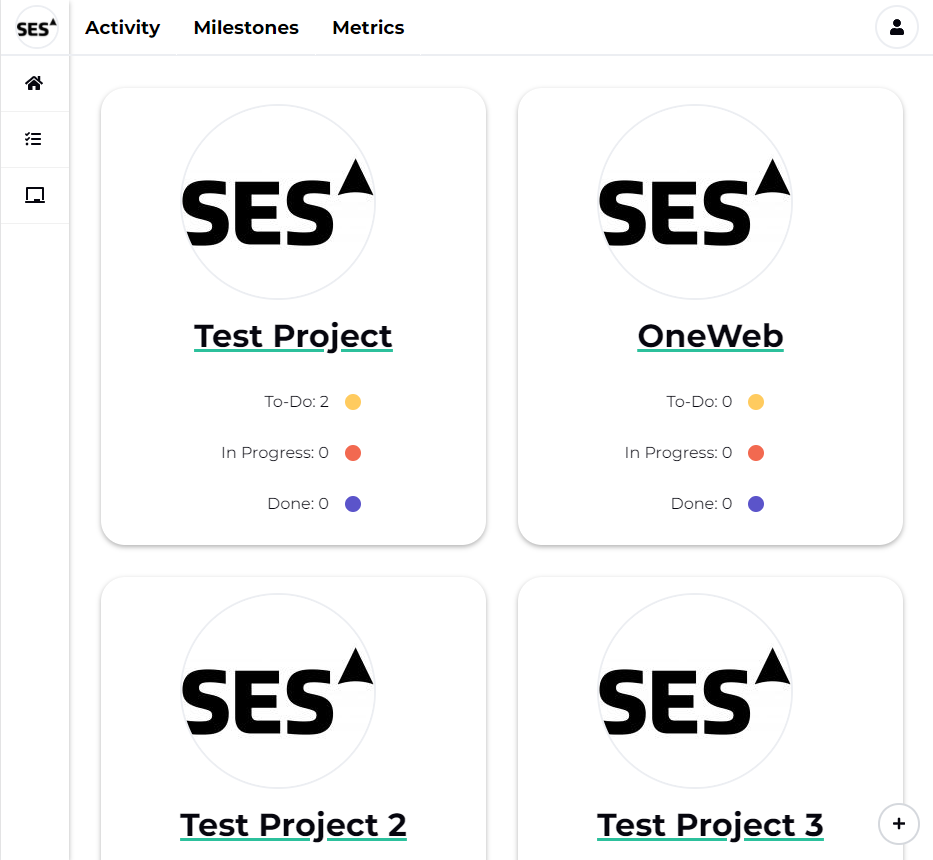 SES
Activity
Milestones
Metrics
SES
SES
Test Project
OneWeb
To-Do: 2
To-Do: 0
In Progress: 0
In Progress: 0
Done: 0
Done: 0
SES
SES
Test Project 2
Test Project 3
+